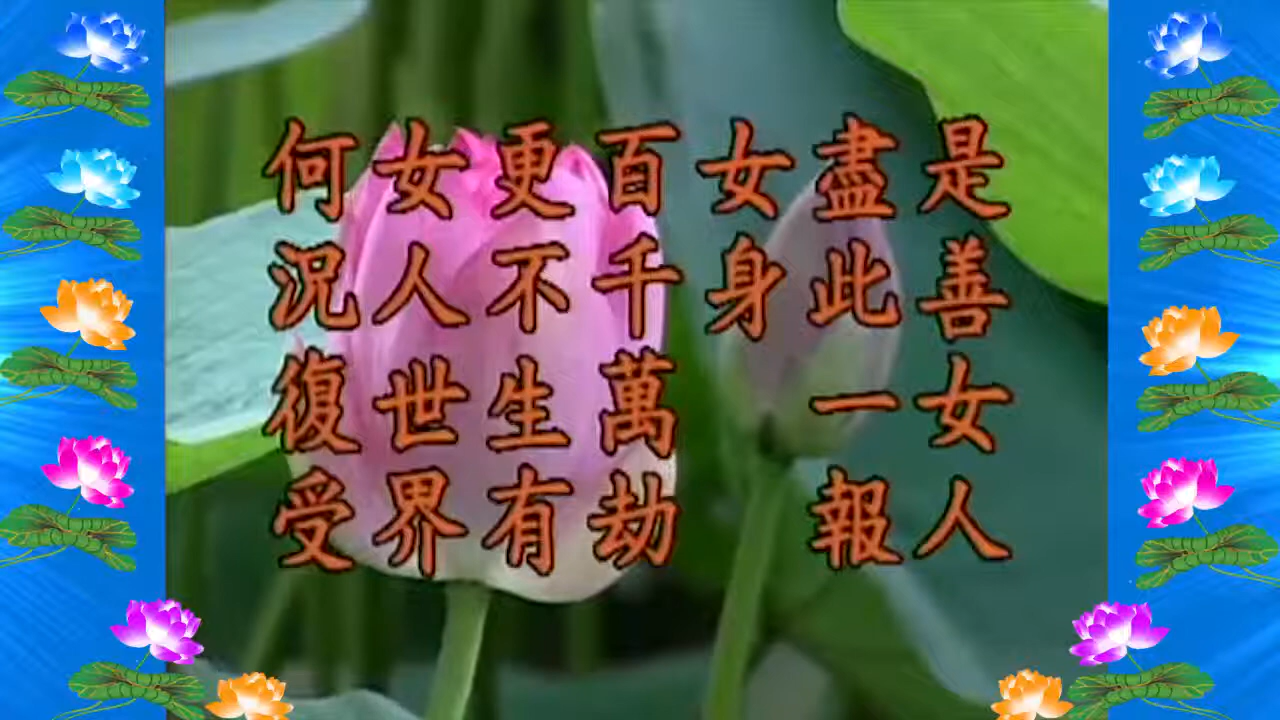 是善女人
盡此一報
女身
百千萬劫
更不生有
女人世界
何況復受